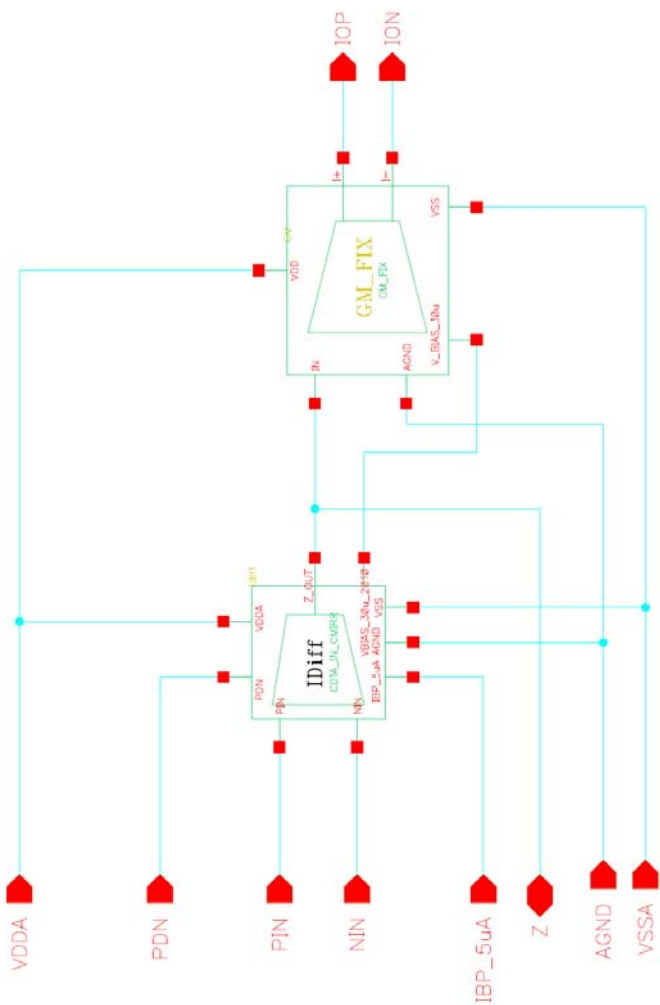 VDDA
PDN
PDN
VDDA
VDD
PIN
PIN
Z_OUT
IN
I+
IOP
IDiff
CDTA_IN_CMIRR
GM_FIX
GM_FIX
NIN
NIN
VBIAS_30u_2010
I-
ION
IBP_5uA
AGND
VSS
AGND
V_BIAS_30u
VSS
IBP_5uA
Z
AGND
VSSA